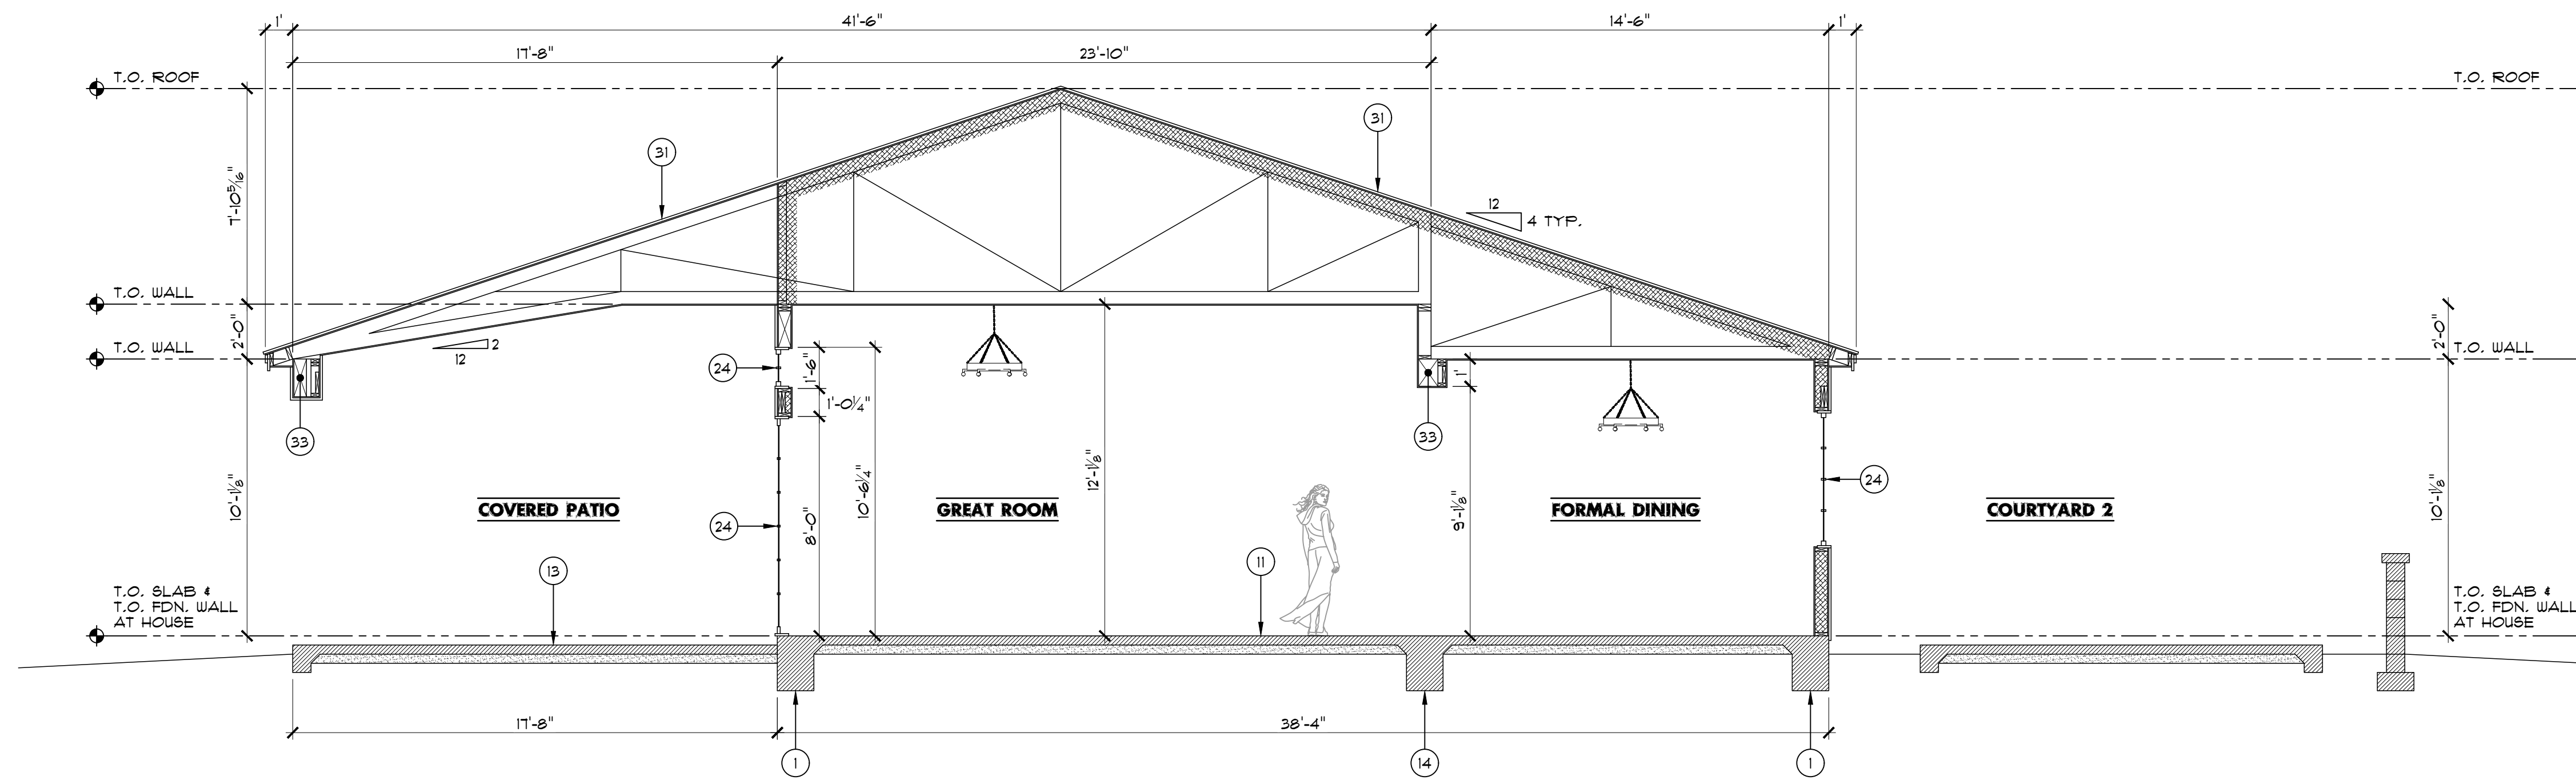 1'
41'-6"
14'-6"
1'
17'-8"
23'-10"
T.O. ROOF
T.O. ROOF
31
31
7'-10 5/16"
12
4 TYP.
T.O. WALL
2'-0"
T.O. WALL
2
12
24
1'-6"
1'-0 1/4"
33
1'
33
2'-0"
T.O. WALL
10'-1 1/8"
COVERED PATIO
24
8'-0"
10'-6 1/4"
GREAT ROOM
12'-1 1/8"
9'-1 1/8"
FORMAL DINING
24
COURTYARD 2
10'-1 1/8"
13
11
T.O. SLAB &
T.O. FDN. WALL
AT HOUSE
T.O. SLAB &
T.O. FDN. WALL
AT HOUSE
17'-8"
38'-4"
1
14
1